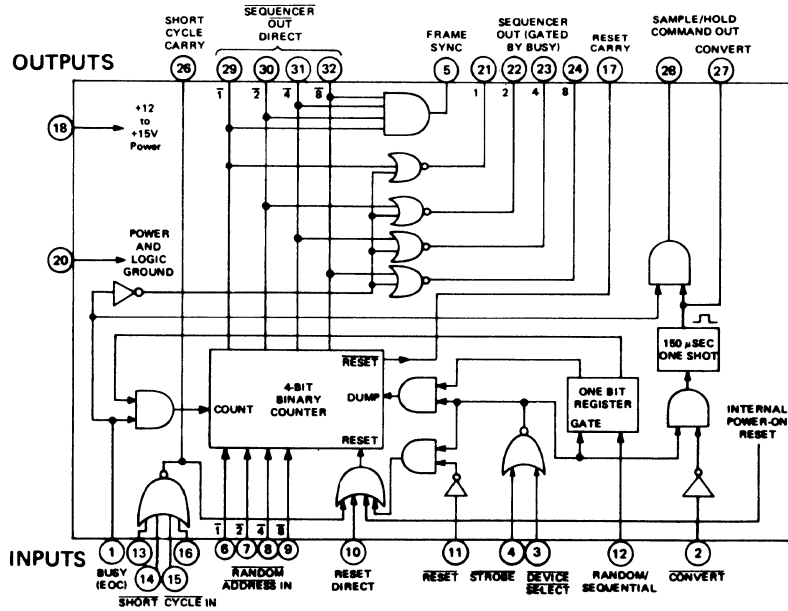 SHORT
CYCLE
CARRY
SEQUENCER
OUT
DIRECT
FRAME
SYNC
SEQUENCER
OUT (GATED
BY BUSY)
RESET
CARRY
SAMPLE/HOLD
COMMAND OUT
CONVERT
OUTPUTS
26
29
30
31
32
5
21
22
23
24
17
28
27
1
2
4
8
1
2
4
8
18
+12
to
+15V
Power
20
POWER
AND
LOGIC
GROUND
RESET
4-BIT
BINARY
COUNTER
COUNT
DUMP
RESET
ONE BIT
REGISTER
GATE
150 μSEC
ONE SHOT
INTERNAL
POWER-ON
RESET
1
2
4
8
INPUTS
1
13
14
15
16
6
7
8
9
10
11
4
3
12
2
BUSY
(EOC)
SHORT CYCLE IN
RANDOM
ADDRESS IN
RESET
DIRECT
RESET
STROBE
DEVICE
SELECT
RANDOM/
SEQUENTIAL
CONVERT